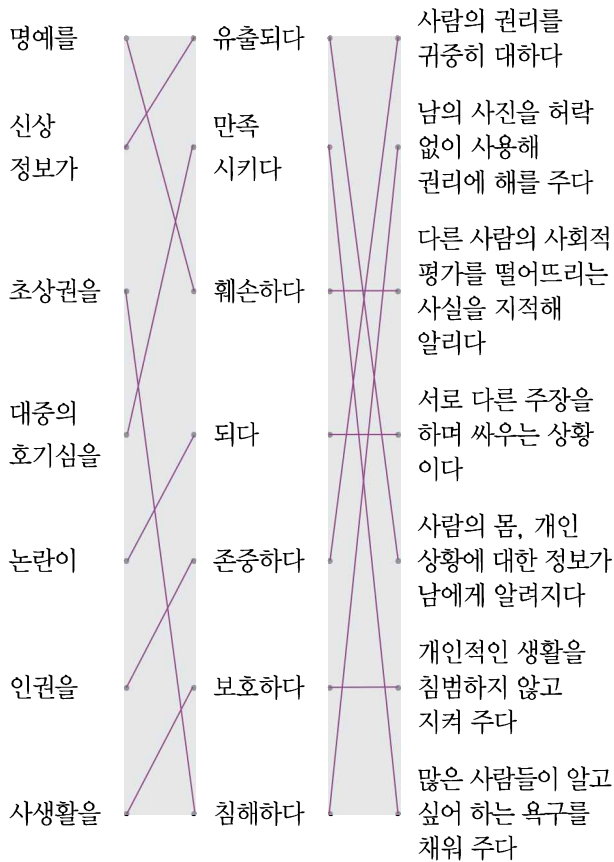 명예를
신상
정보가
초상권을
대중의
호기심을
논란이
인권을
사생활을
유출되다
만족
시키다
훼손하다
되다
존중하다
보호하다
침해하다
사람의 권리를
귀중히 대하다
남의 사진을 허락
없이 사용해
권리에 해를 주다
다른 사람의 사회적
평가를 떨어뜨리는
사실을 지적해
알리다
서로 다른 주장을
하며 싸우는 상황
이다
사람의 몸, 개인
상황에 대한 정보가
남에게 알려지다
개인적인 생활을
침범하지 않고
지켜 주다
많은 사람들이 알고
싶어 하는 욕구를
채워 주다